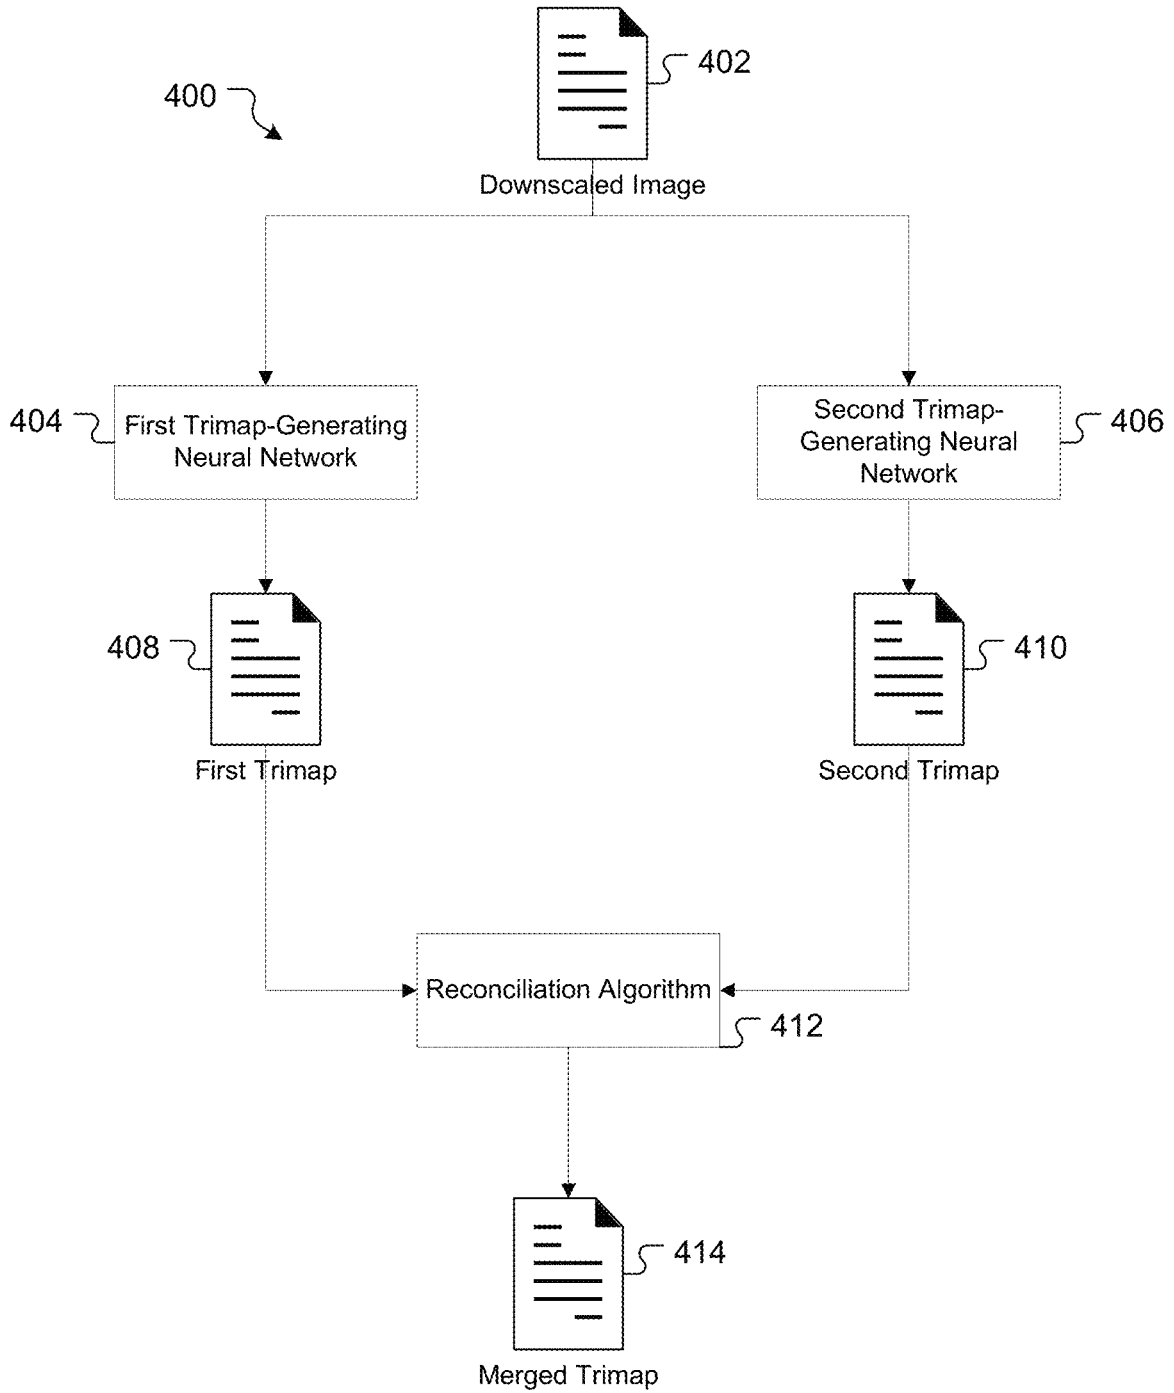 402
400
Downscaled Image
404
First Trimap-Generating
Neural Network
Second Trimap-
Generating Neural
Network
406
408
First Trimap
410
Second Trimap
Reconciliation Algorithm
412
414
Merged Trimap